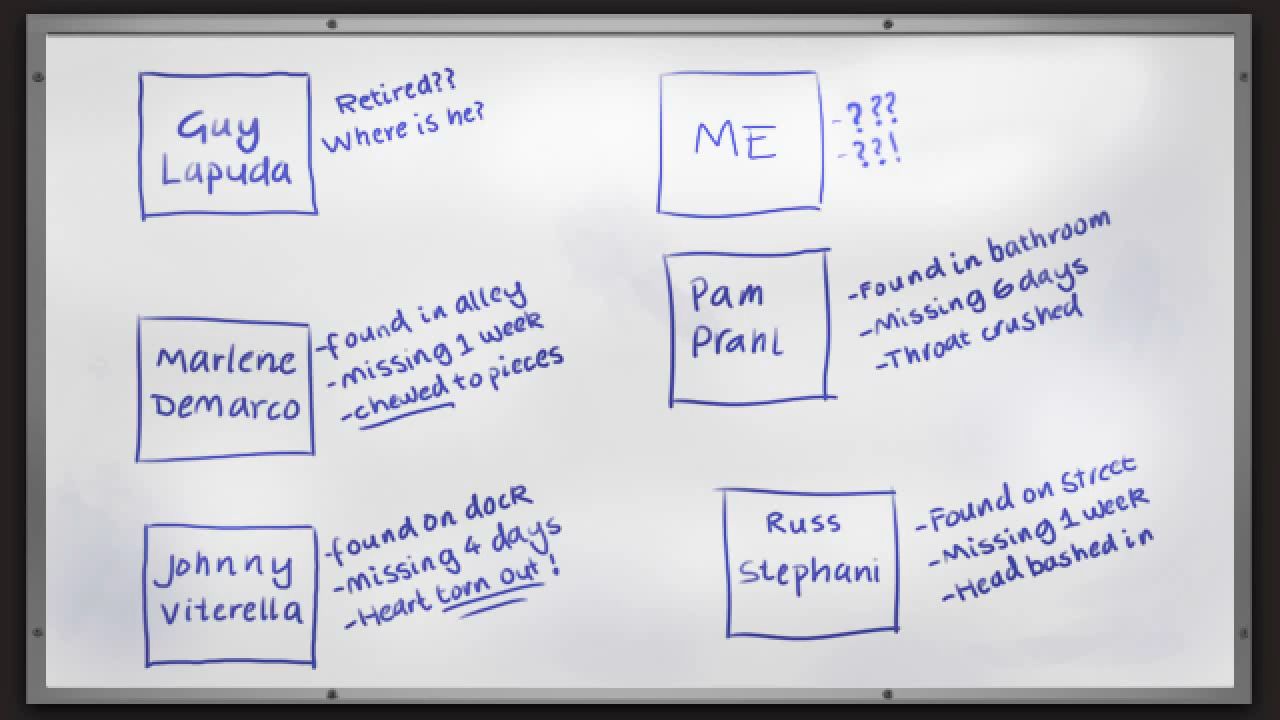 Guy
Lapuda
Retired??
Where is he?
ME
-???
-??!
Marlene
DeMarco
-found in alley
-missing 1 week
-chewed to pieces
Pam
Prahl
-Found in bathroom
-Missing 6 days
-Throat crushed
Johnny
Viterella
-found on dock
-missing 4 days
-Heart torn out!
Russ
Stephani
-Found on Street
-Missing 1 week
-Head bashed in